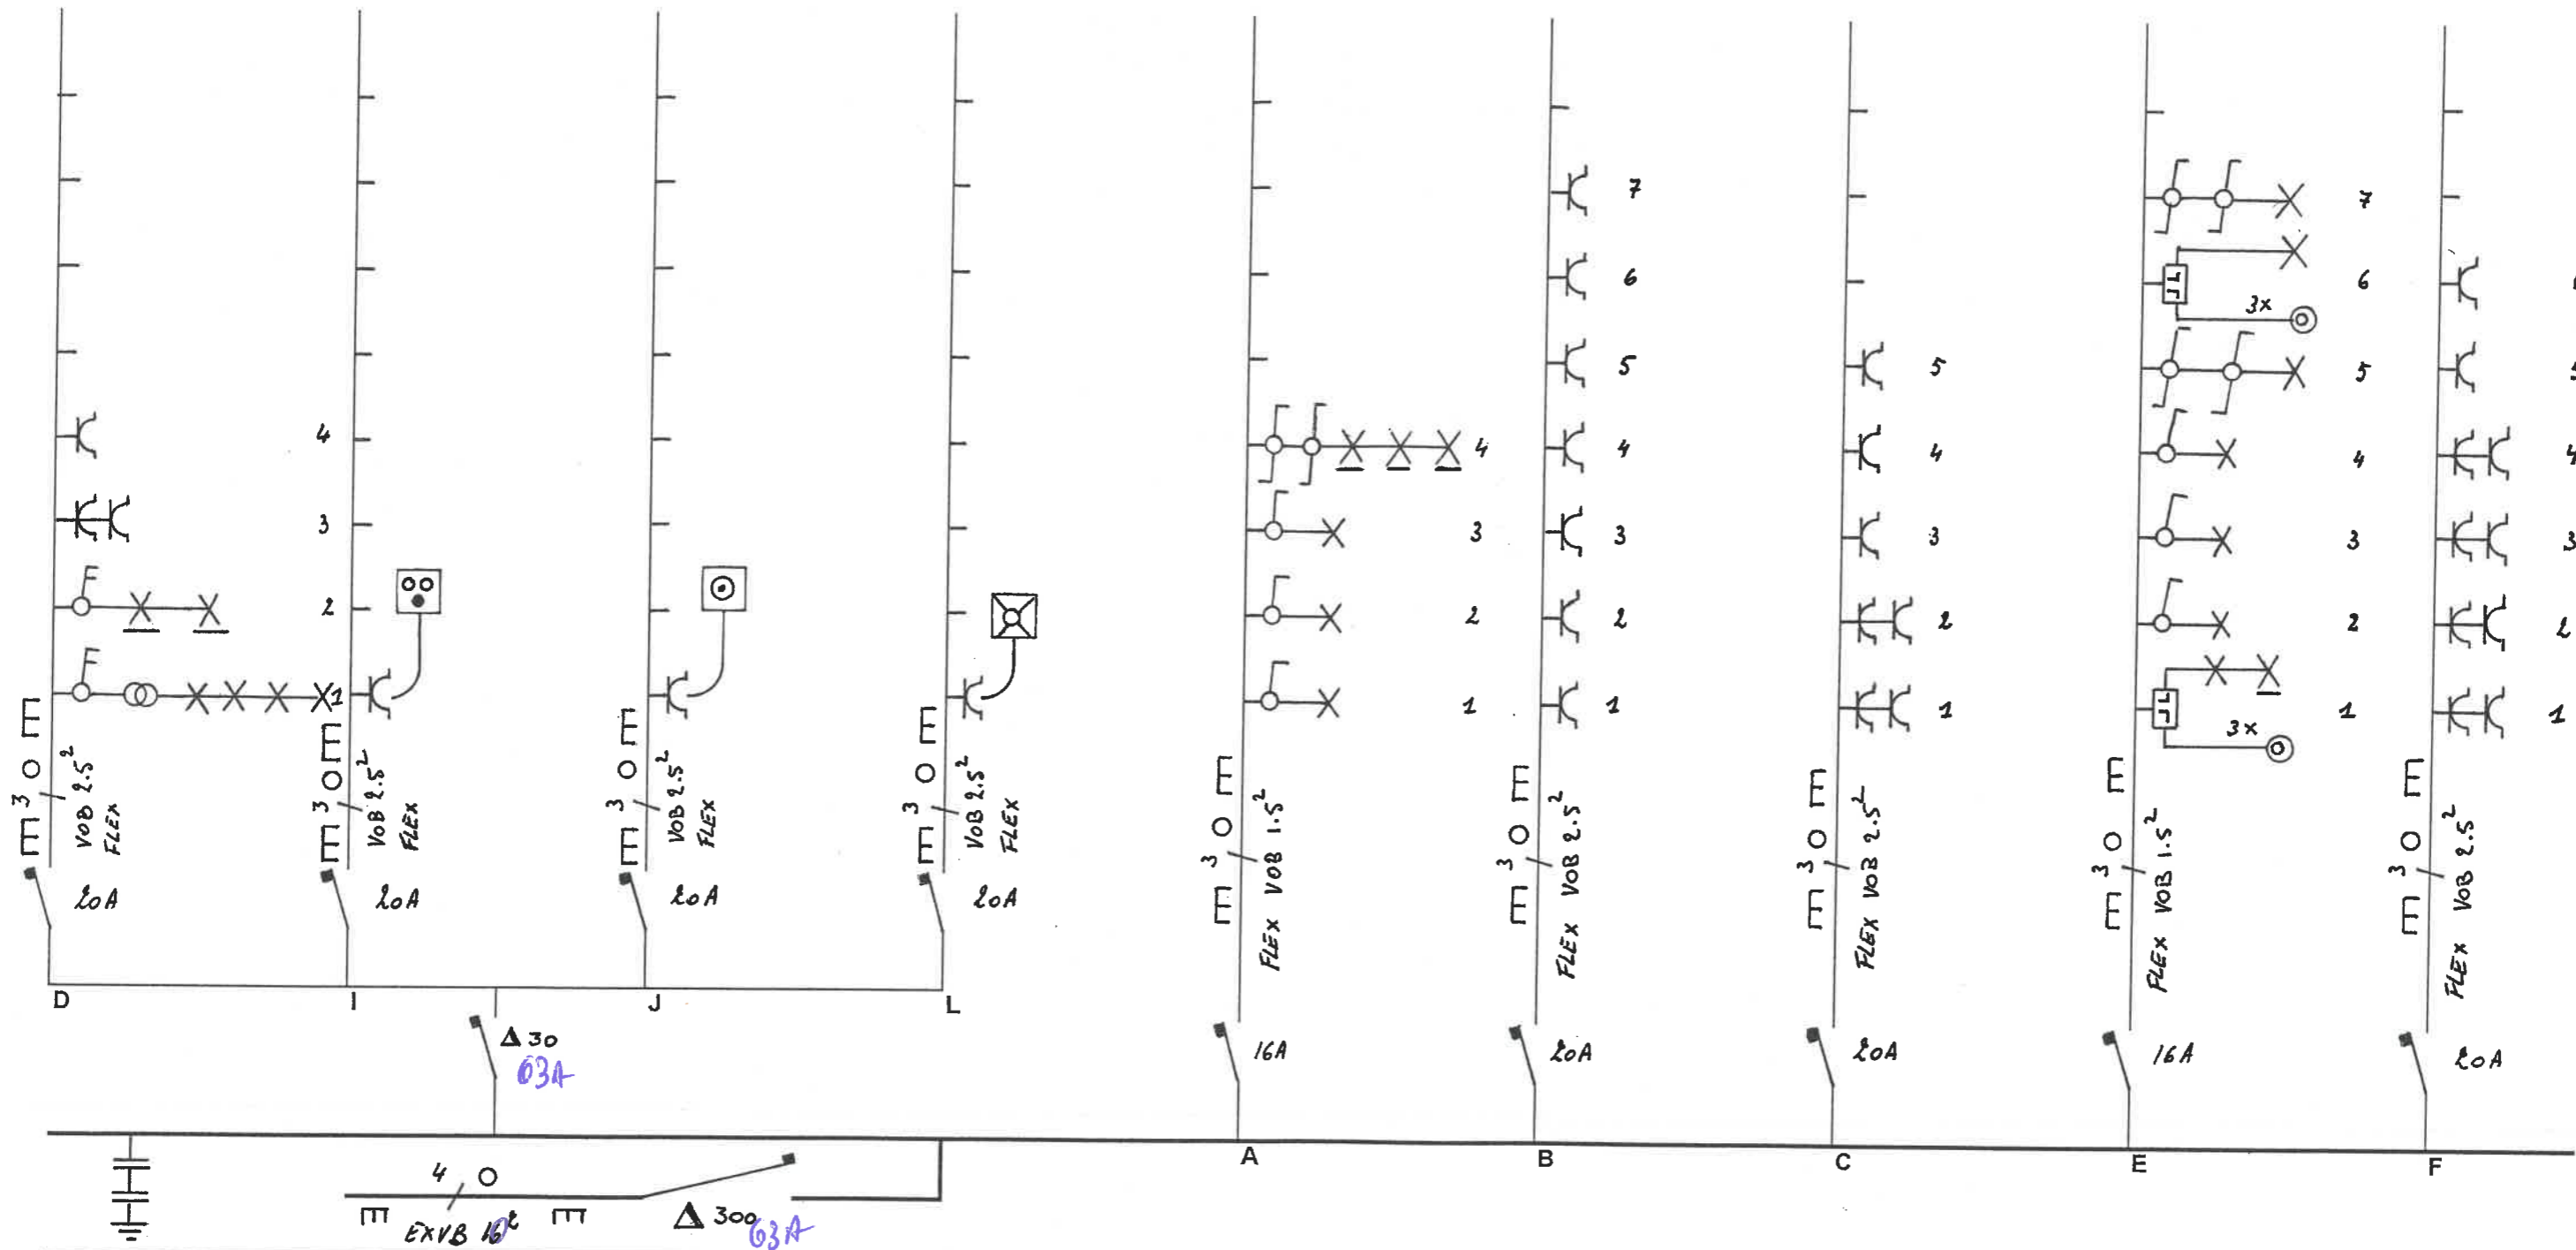 7
7
6
6
3x
5
5
5
4
4
4
4
4
3
3
3
3
3
3
2
2
2
2
2
2
1
1
1
1
1
1
3x
3
VOB 2.5²
FLEX
3
VOB 2.5²
FLEX
3
VOB 2.5²
FLEX
3
VOB 2.5²
FLEX
3
FLEX VOB 1.5²
3
FLEX VOB 2.5²
3
FLEX VOB 2.5²
3
FLEX VOB 1.5²
3
FLEX VOB 2.5²
20A
20A
20A
20A
D
I
J
L
16A
20A
20A
16A
20A
Δ 30
63A
A
B
C
E
F
4
EXVB 10²
Δ 300
63A